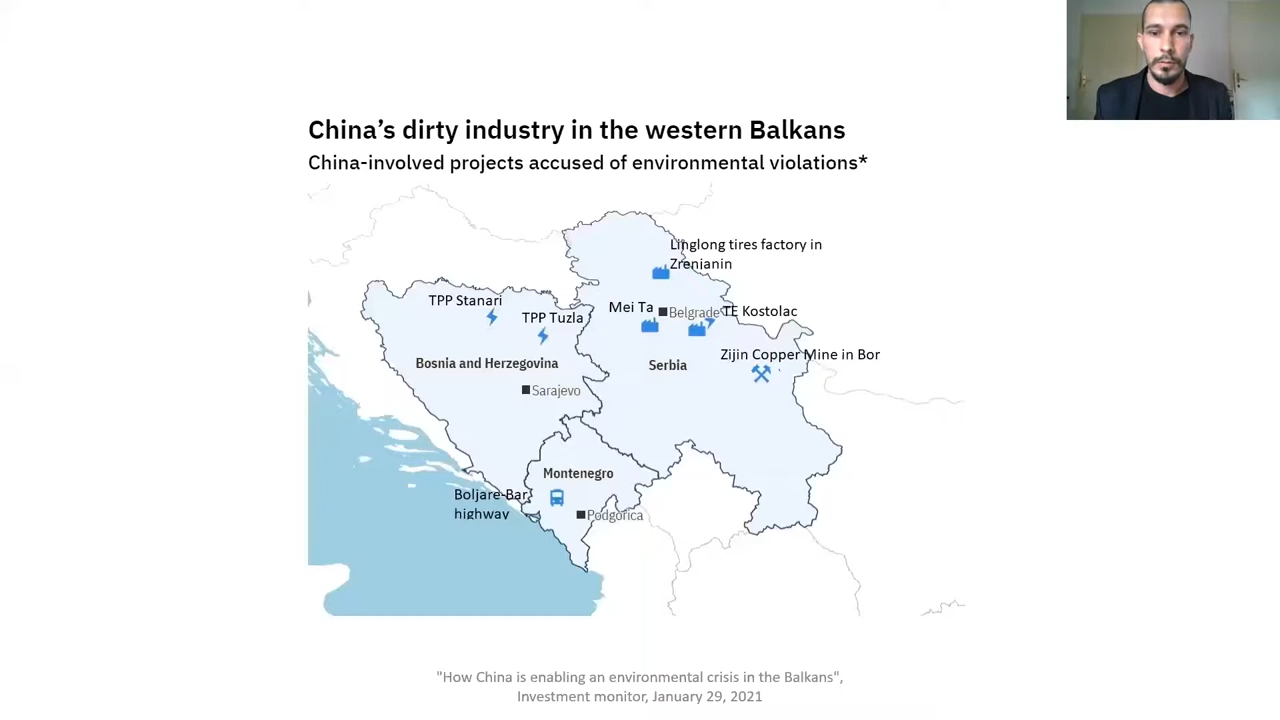 China's dirty industry in the western Balkans
China-involved projects accused of environmental violations*
Linglong tires factory in
Zrenjanin
TPP Stanari
TPP Tuzla
Mei Ta
Belgrade
TE Kostolac
Zijin Copper Mine in Bor
Bosnia and Herzegovina
Serbia
Sarajevo
Montenegro
Boljare-Bar
highway
Podgorica
"How China is enabling an environmental crisis in the Balkans",
Investment monitor, January 29, 2021